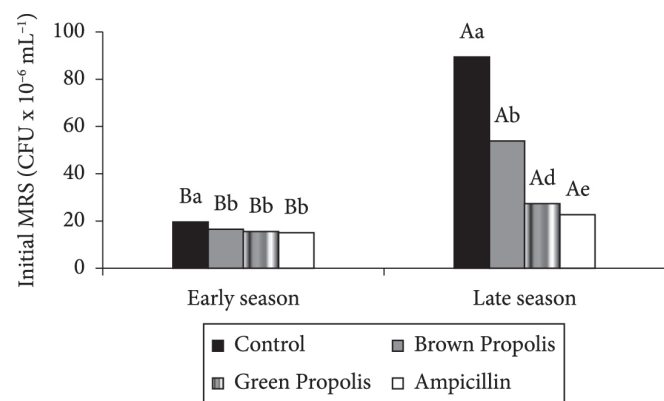 Initial MRS (CFU x 10⁻⁶ mL⁻¹)
100
80
60
40
20
0
Ba Bb Bb Bb
Aa
Ab
Ad
Ae
Early season
Late season
Control
Brown Propolis
Green Propolis
Ampicillin